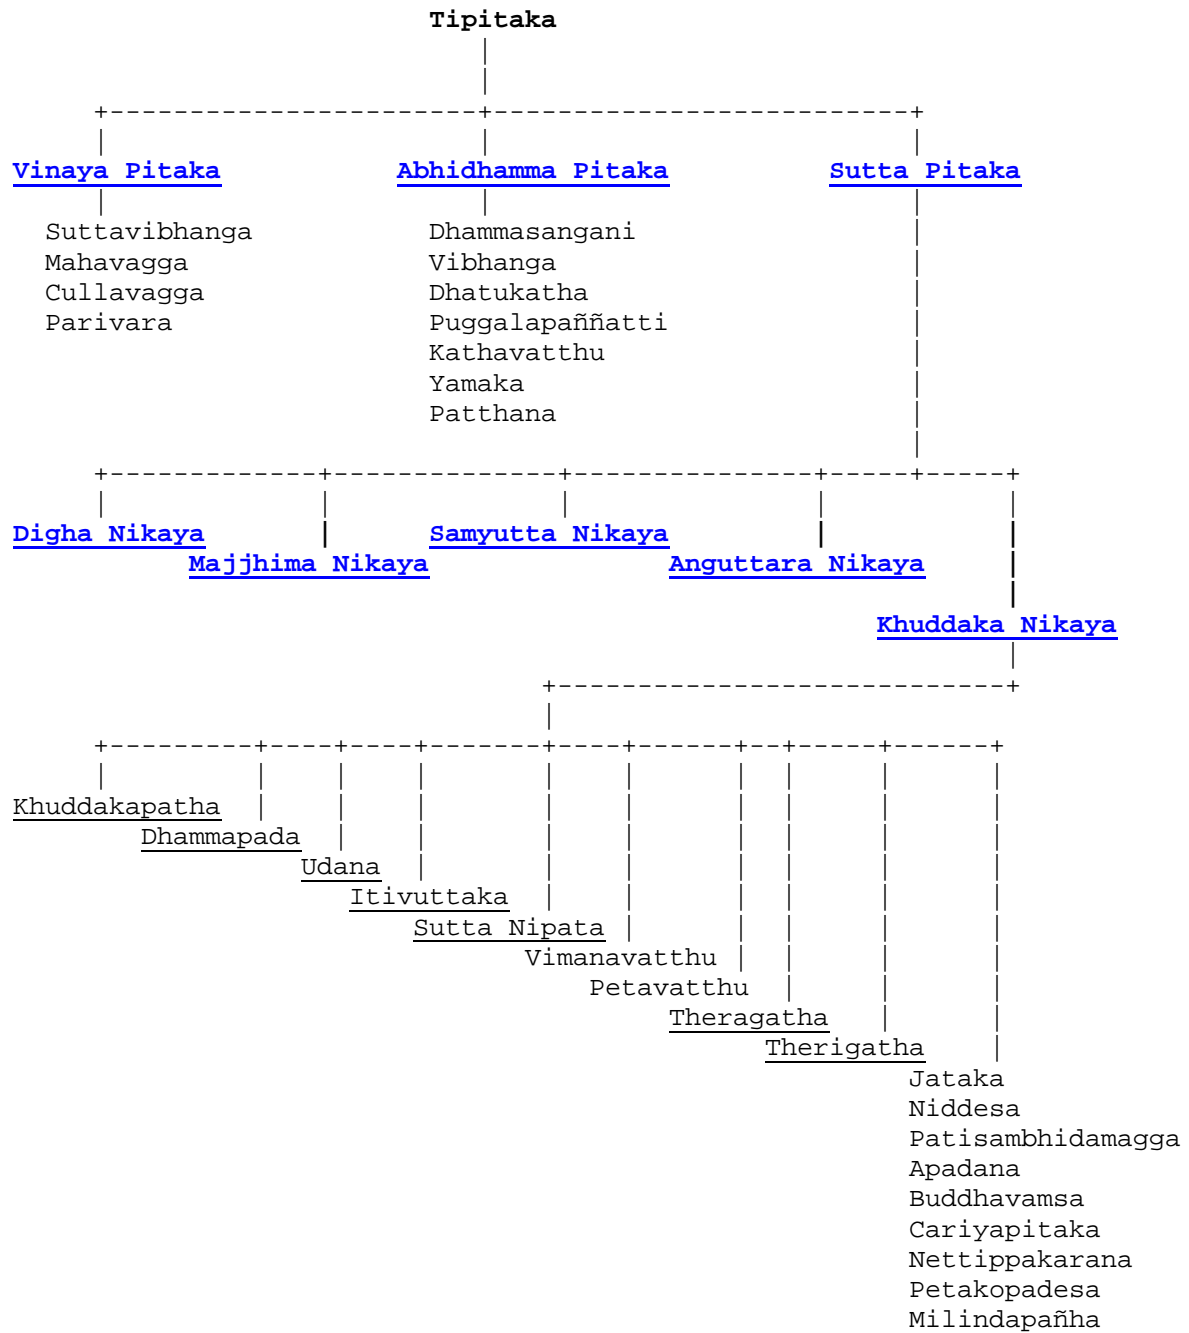 Tipitaka
Vinaya Pitaka Abhidhamma Pitaka Sutta Pitaka
Suttavibhanga Dhammasangani
Mahavagga Vibhanga
Cullavagga Dhatukatha
Parivara Puggalapaññatti
Kathavatthu
Yamaka
Patthana
Digha Nikaya Samyutta Nikaya
Majjhima Nikaya Anguttara Nikaya
Khuddaka Nikaya
Khuddakapatha
Dhammapada
Udana
Itivuttaka
Sutta Nipata
Vimanavatthu
Petavatthu
Theragatha
Therigatha
Jataka
Niddesa
Patisambhidamagga
Apadana
Buddhavamsa
Cariyapitaka
Nettippakarana
Petakopadesa
Milindapañha